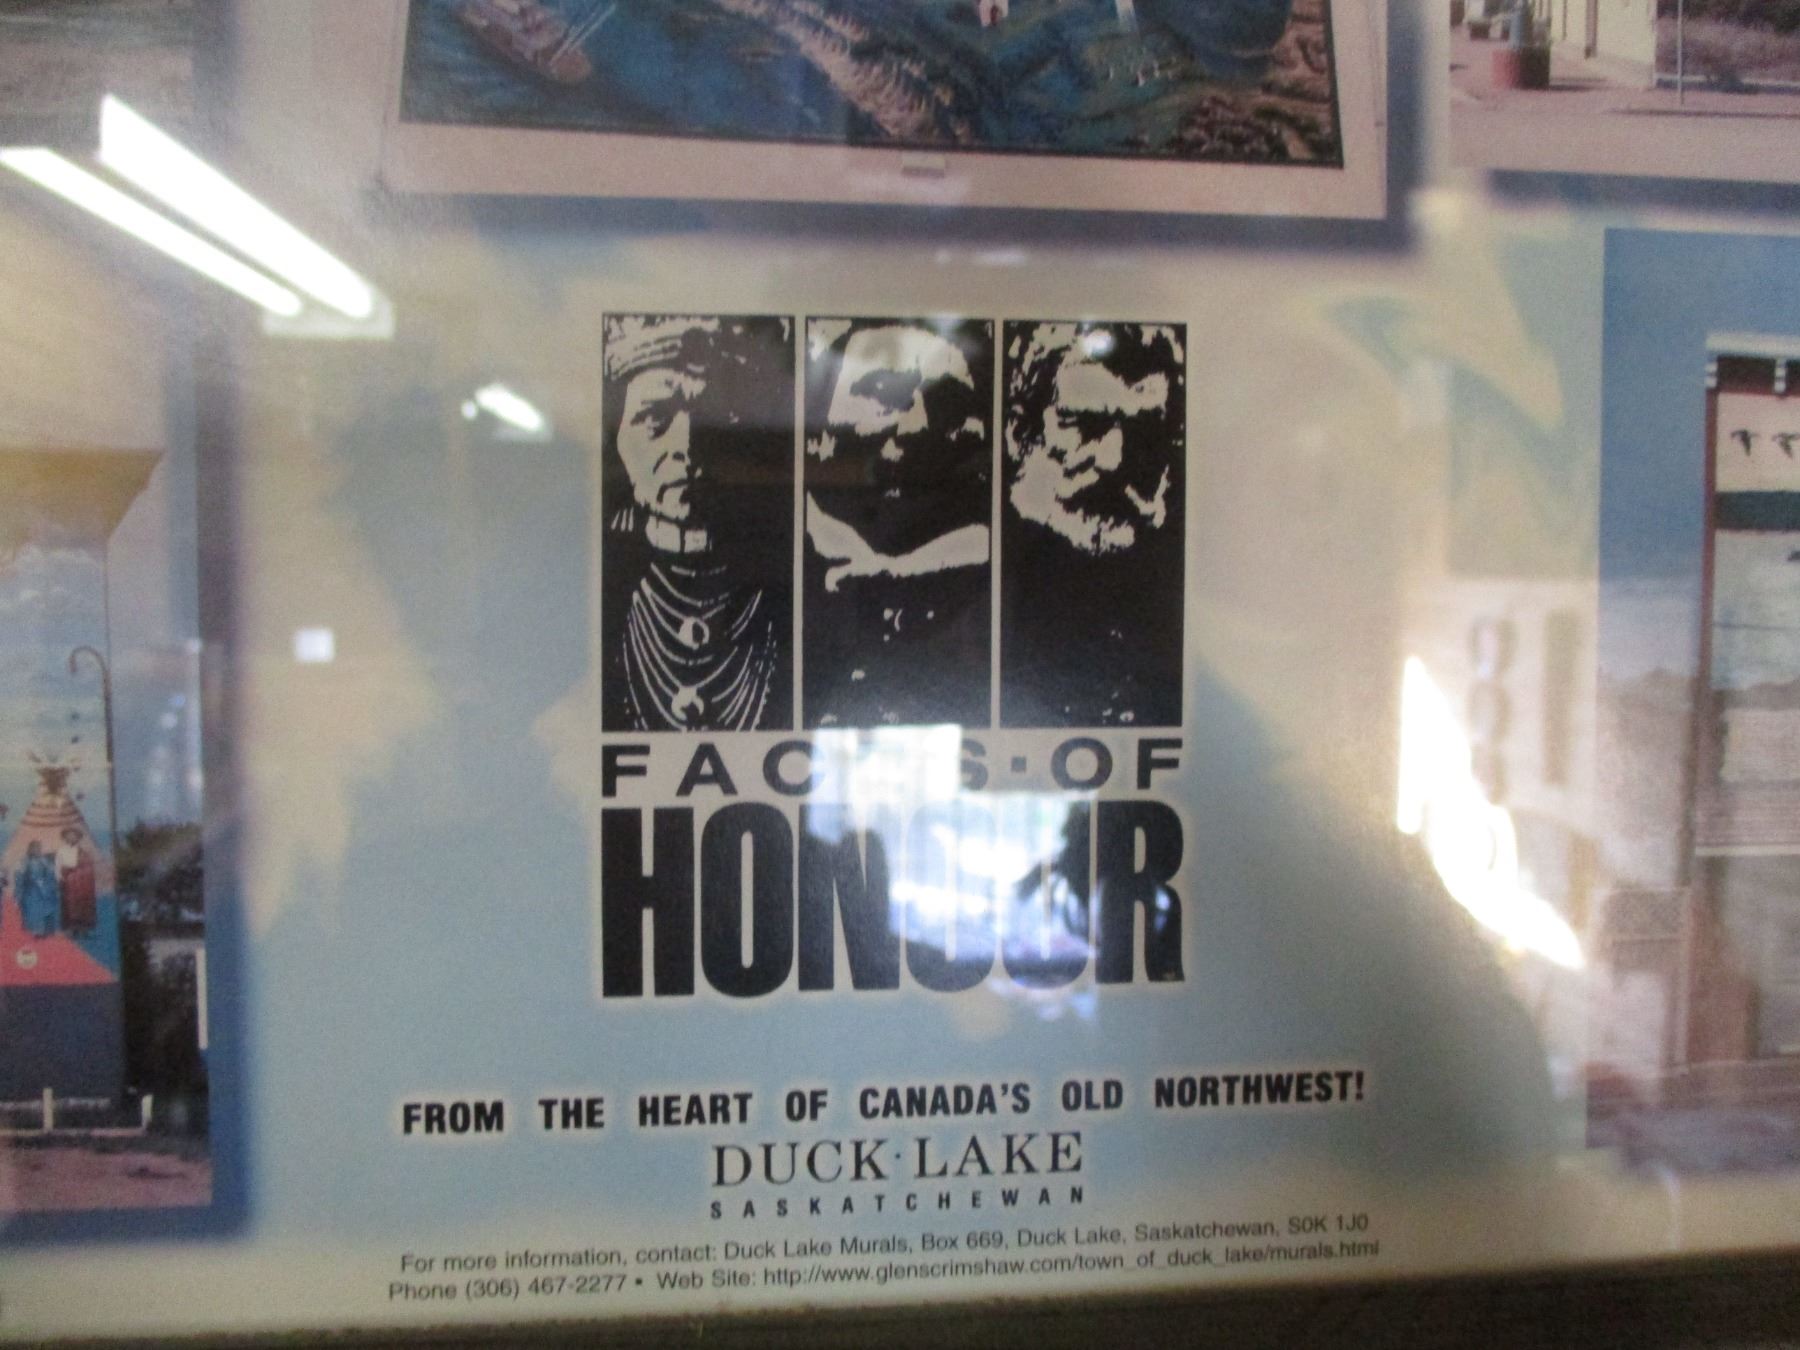 FACES·OF
HONOUR
FROM THE HEART OF CANADA'S OLD NORTHWEST!
DUCK·LAKE
SASKATCHEWAN
For more information, contact: Duck Lake Murals, Box 669, Duck Lake, Saskatchewan, S0K 1J0
Phone (306) 467-2277 • Web Site: http://www.glenscrimshaw.com/town_of_duck_lake/murals.html